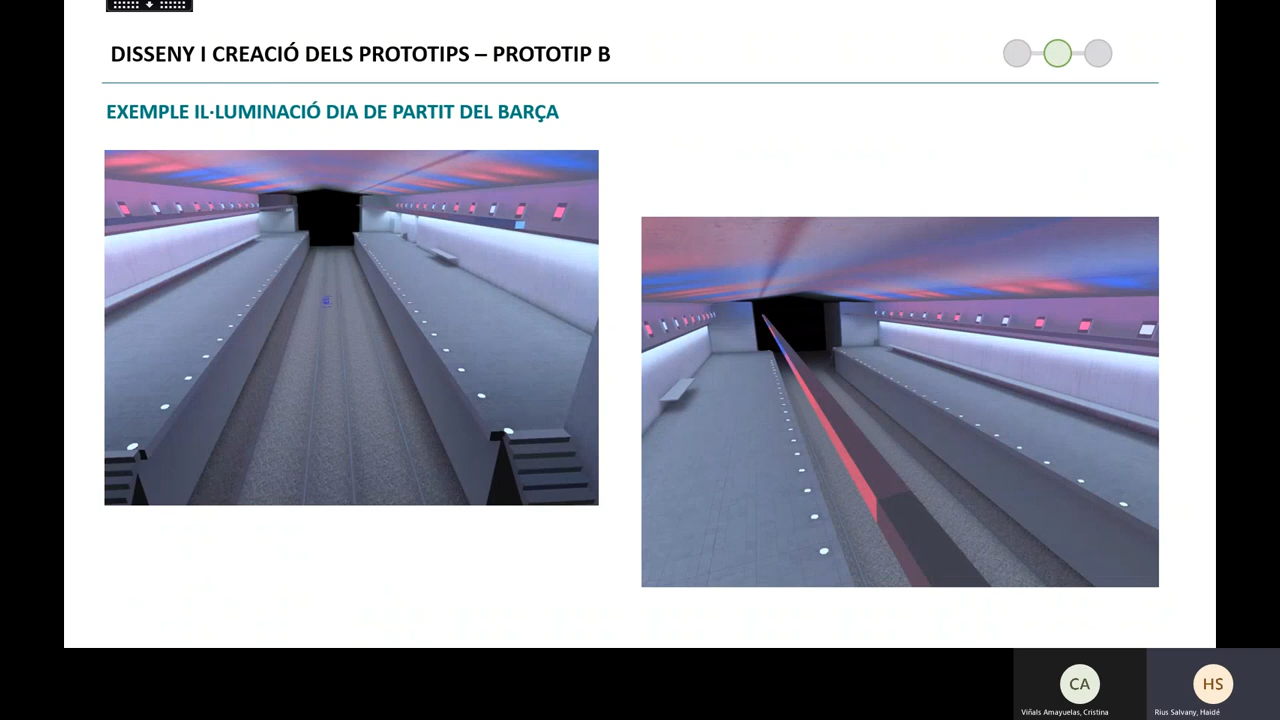 DISSENY I CREACIÓ DELS PROTOTIPS – PROTOTIP B
EXEMPLE IL·LUMINACIÓ DIA DE PARTIT DEL BARÇA
CA
HS
Viñals Amayuelas, Cristina
Rius Salvany, Haidé